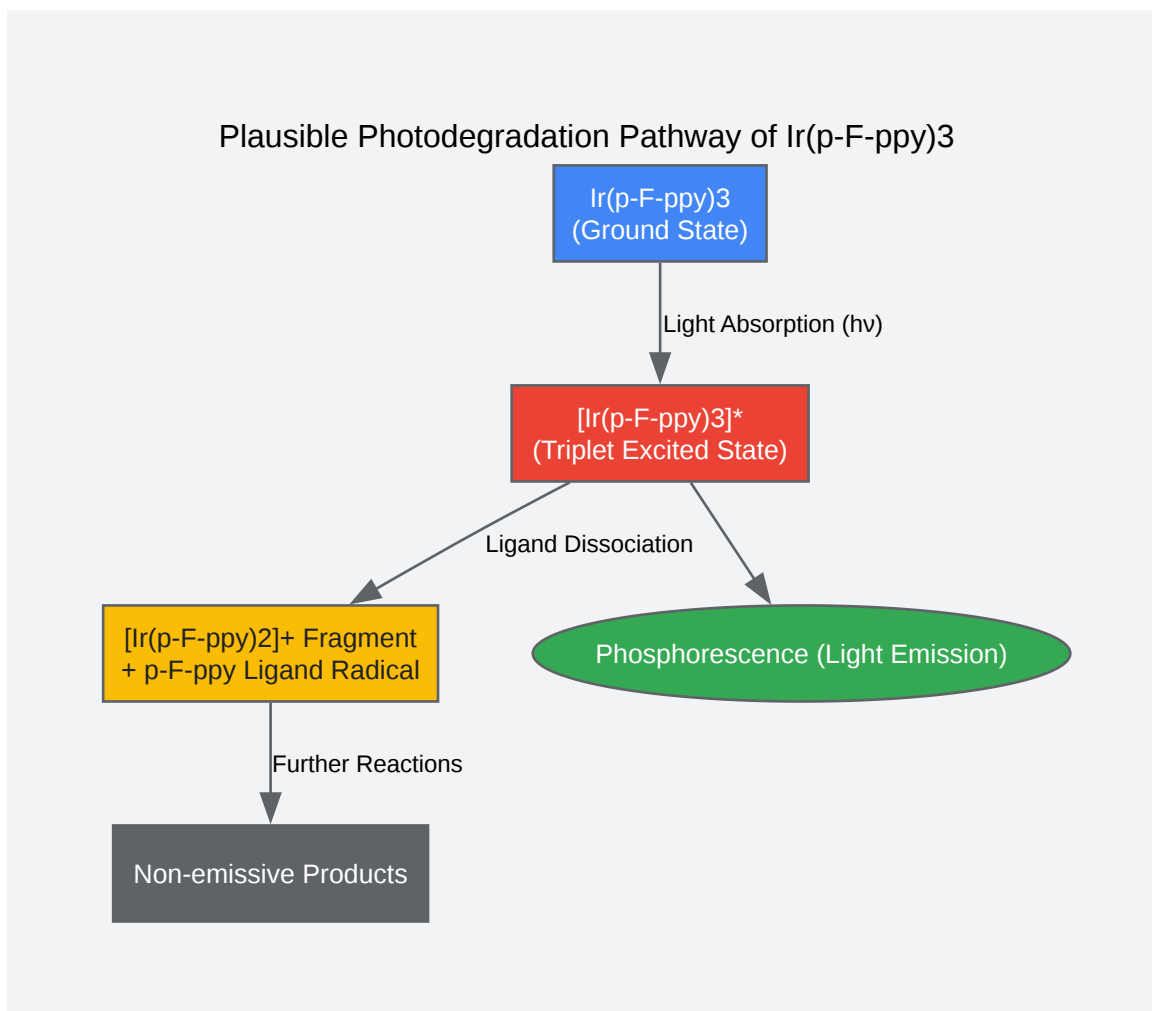 Plausible Photodegradation Pathway of Ir(p-F-ppy)3
Ir(p-F-ppy)3
(Ground State)
Light Absorption (hν)
[Ir(p-F-ppy)3]*
(Triplet Excited State)
Ligand Dissociation
[Ir(p-F-ppy)2]+ Fragment
+ p-F-ppy Ligand Radical
Phosphorescence (Light Emission)
Further Reactions
Non-emissive Products